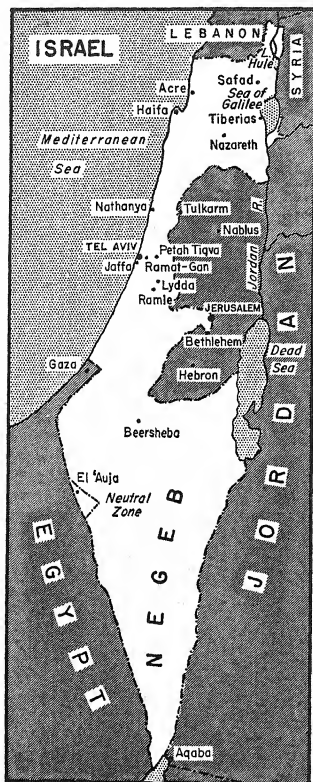 LEBANON
ISRAEL
SYRIA
L.
Hule
Safad
Acre
Sea of
Galilee
Haifa
Tiberias
Nazareth
Mediterranean
Sea
Nathanya
Tulkarm
Nablus
Jordan R.
TEL AVIV
Petah Tiqva
Jaffa
Ramat-Gan
Lydda
Ramle
JERUSALEM
Bethlehem
Dead
Sea
Gaza
Hebron
Beersheba
El 'Auja
Neutral
Zone
NEGEB
EGYPT
JORDAN
Aqaba